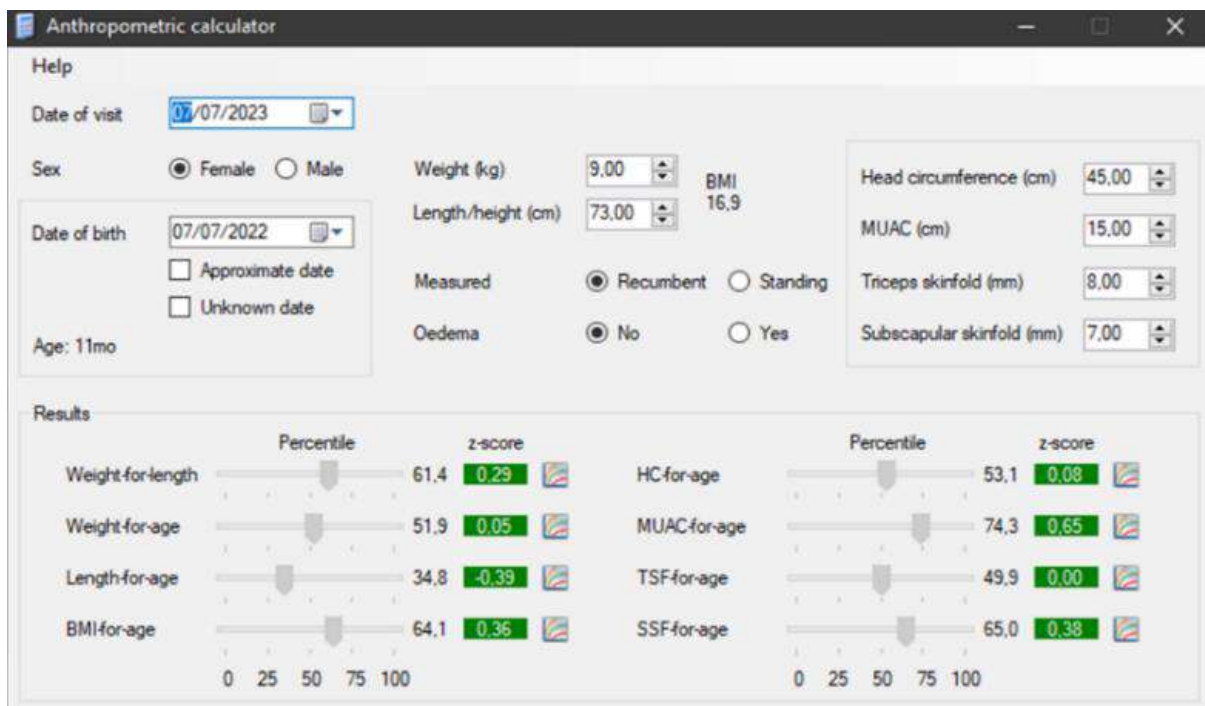 Anthropometric calculator
Help
Date of visit 07/07/2023
Sex Female Male
Weight (kg) 9,00
BMI
16,9
Length/height (cm) 73,00
Date of birth 07/07/2022
Approximate date
Unknown date
Age: 11mo
Measured Recumbent Standing
Oedema No Yes
Head circumference (cm) 45,00
MUAC (cm) 15,00
Triceps skinfold (mm) 8,00
Subscapular skinfold (mm) 7,00
Results
Percentile z-score
Weight-for-length 61,4 0,29
Weight-for-age 51,9 0,05
Length-for-age 34,8 -0,39
BMI-for-age 64,1 0,36
0 25 50 75 100
Percentile z-score
HC-for-age 53,1 0,08
MUAC-for-age 74,3 0,65
TSF-for-age 49,9 0,00
SSF-for-age 65,0 0,38
0 25 50 75 100